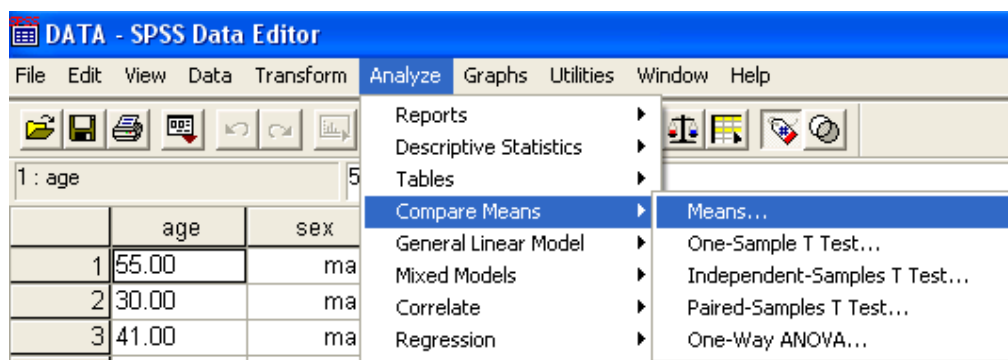 DATA - SPSS Data Editor
File Edit View Data Transform Analyze Graphs Utilities Window Help
Reports
Descriptive Statistics
1 : age 5
Tables
Compare Means Means...
age sex
General Linear Model One-Sample T Test...
1 55.00 ma
Mixed Models Independent-Samples T Test...
2 30.00 ma
Correlate Paired-Samples T Test...
3 41.00 ma
Regression One-Way ANOVA...